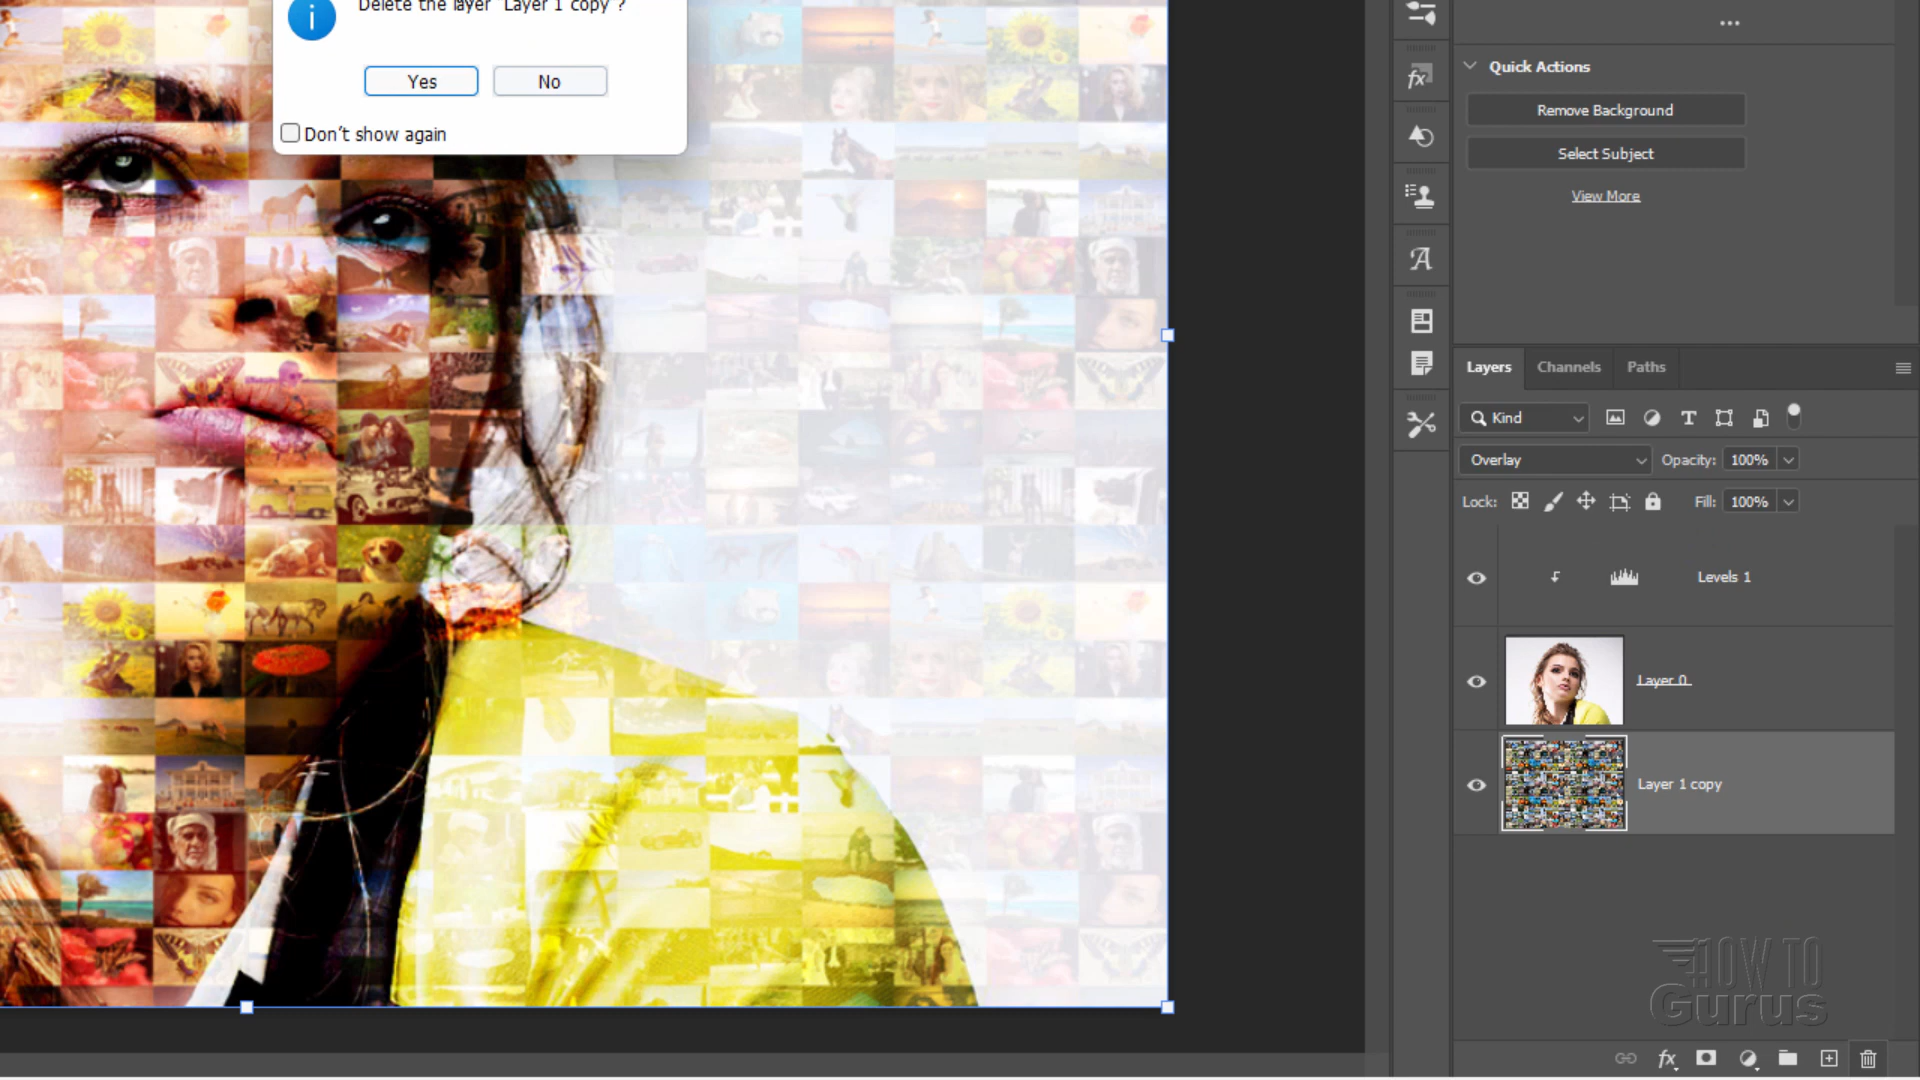 Delete the layer "Layer 1 copy"?
Yes
No
Don't show again
Quick Actions
Remove Background
Select Subject
View More
Layers
Channels
Paths
Kind
Overlay
Opacity: 100%
Lock:
Fill: 100%
Levels 1
Layer 0
Layer 1 copy
HOW TO
Gurus